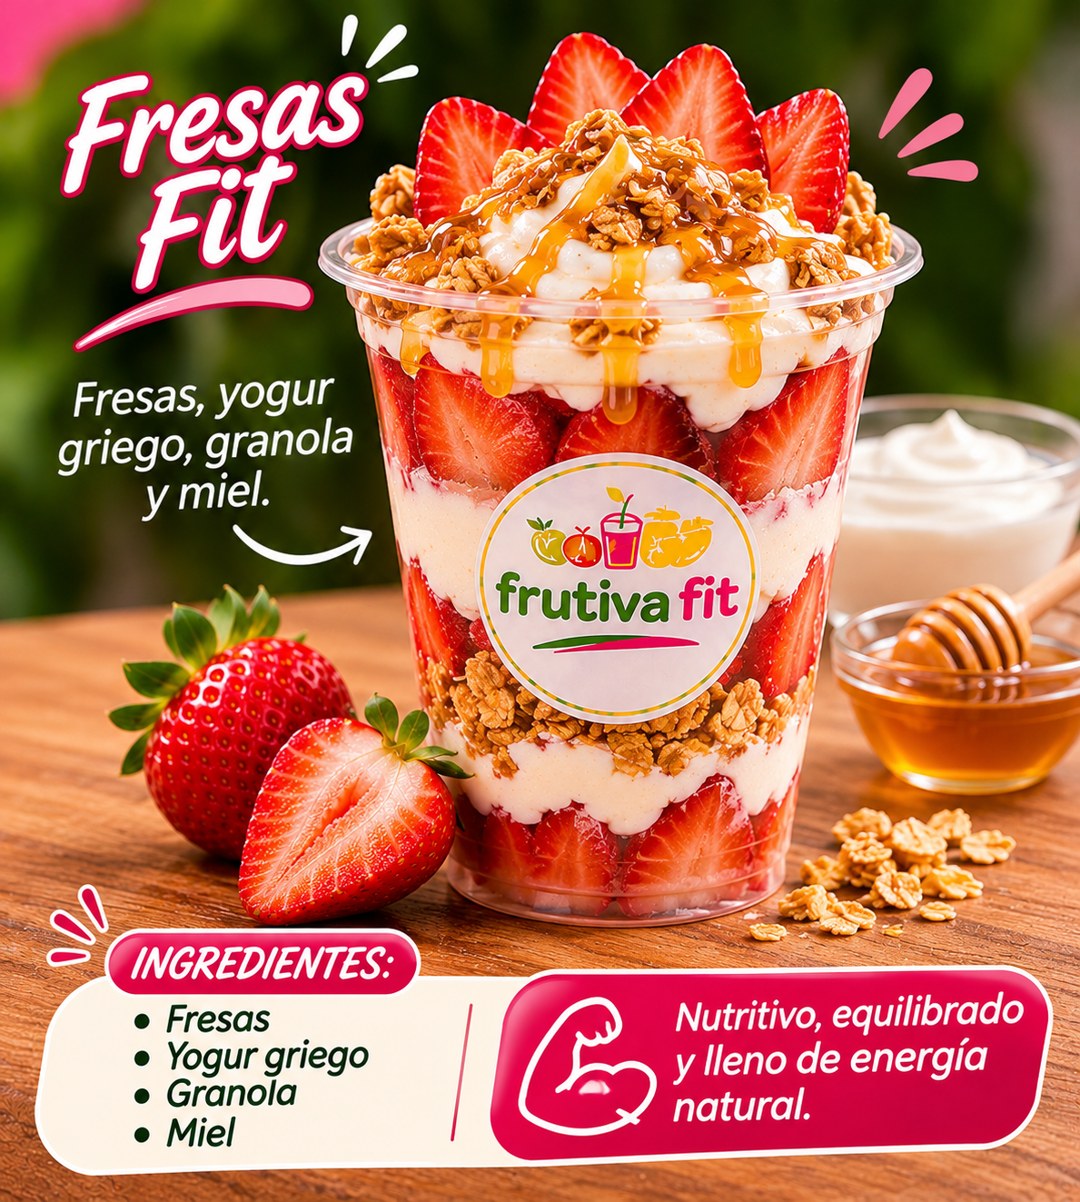 Fresas
Fit
Fresas, yogur
griego, granola
y miel.
frutiva fit
INGREDIENTES:
• Fresas
• Yogur griego
• Granola
• Miel
Nutritivo, equilibrado
y lleno de energía
natural.